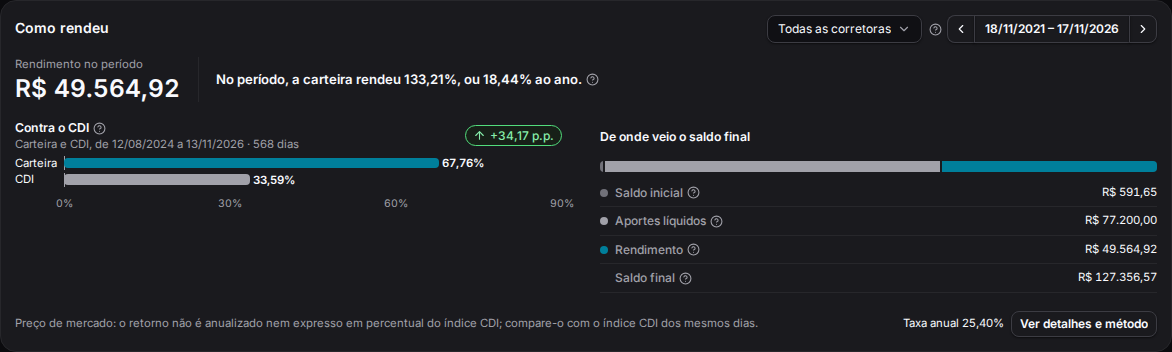 Como rendeu
Todas as corretoras
18/11/2021 – 17/11/2026
Rendimento no período
R$ 49.564,92
No período, a carteira rendeu 133,21%, ou 18,44% ao ano.
Contra o CDI
Carteira e CDI, de 12/08/2024 a 13/11/2026 · 568 dias
+34,17 p.p.
Carteira 67,76%
CDI 33,59%
0% 30% 60% 90%
De onde veio o saldo final
Saldo inicial R$ 591,65
Aportes líquidos R$ 77.200,00
Rendimento R$ 49.564,92
Saldo final R$ 127.356,57
Preço de mercado: o retorno não é anualizado nem expresso em percentual do índice CDI; compare-o com o índice CDI dos mesmos dias.
Taxa anual 25,40%
Ver detalhes e método